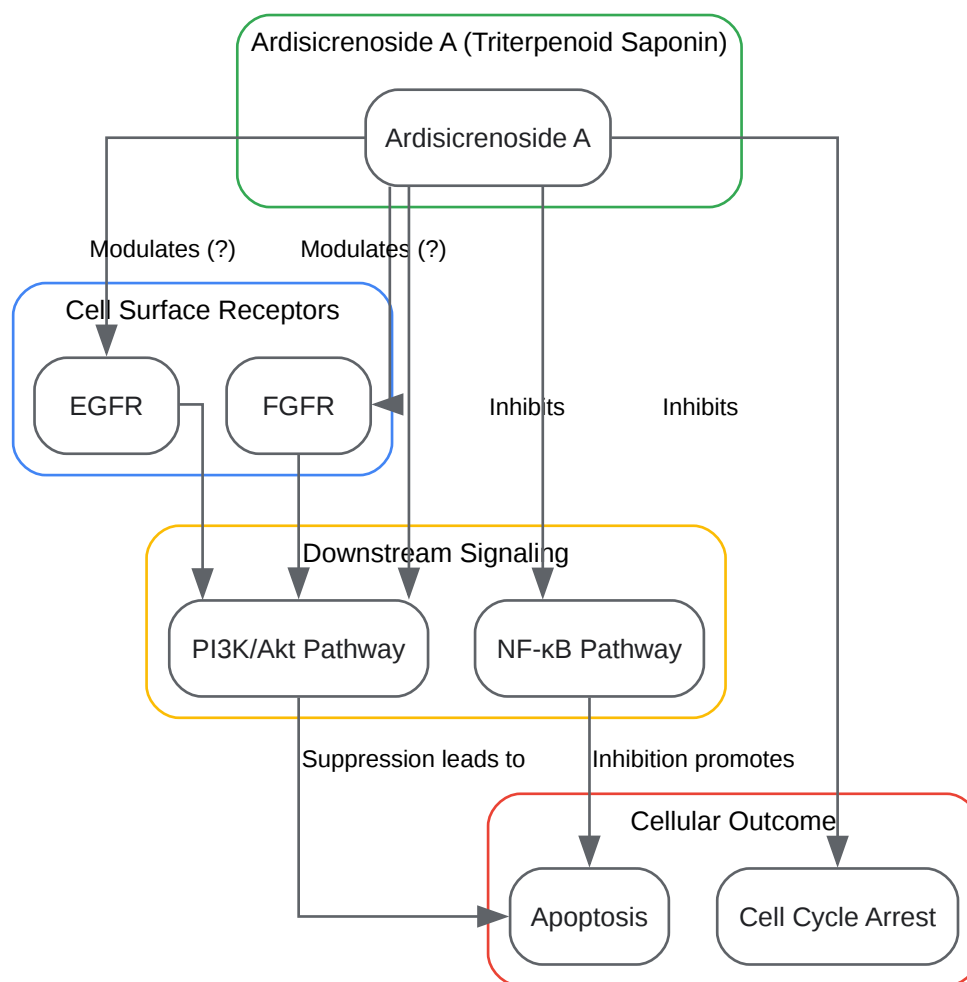 Ardisicrenoside A (Triterpenoid Saponin)
Ardisicrenoside A
Modulates (?)
Modulates (?)
Cell Surface Receptors
EGFR
FGFR
Inhibits
Inhibits
Downstream Signaling
PI3K/Akt Pathway
NF-κB Pathway
Suppression leads to
Inhibition promotes
Cellular Outcome
Apoptosis
Cell Cycle Arrest